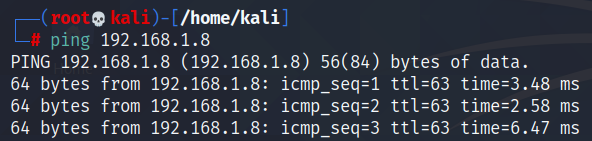 (root💀kali)-[/home/kali]
# ping 192.168.1.8
PING 192.168.1.8 (192.168.1.8) 56(84) bytes of data.
64 bytes from 192.168.1.8: icmp_seq=1 ttl=63 time=3.48 ms
64 bytes from 192.168.1.8: icmp_seq=2 ttl=63 time=2.58 ms
64 bytes from 192.168.1.8: icmp_seq=3 ttl=63 time=6.47 ms